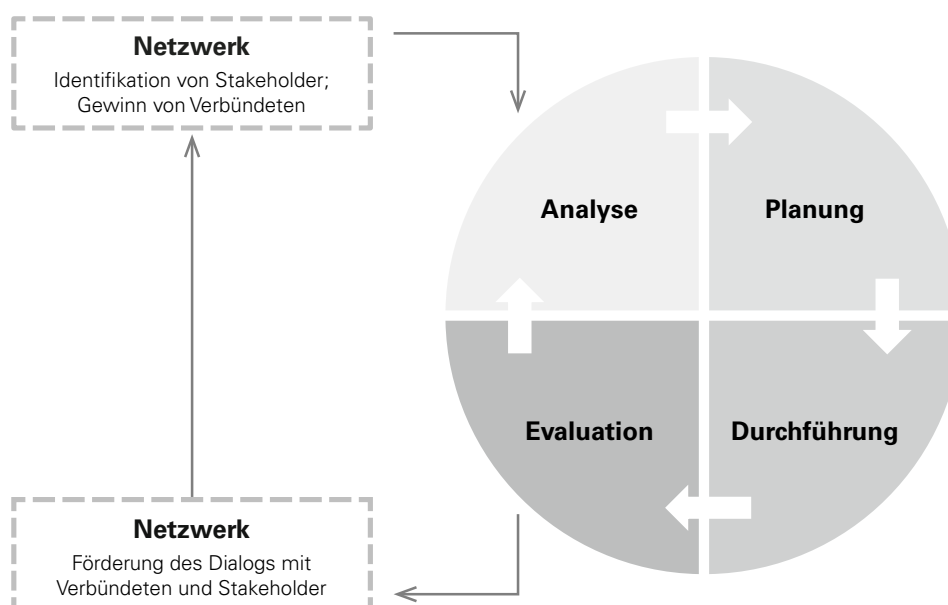 Netzwerk
Identifikation von Stakeholder;
Gewinn von Verbündeten
Analyse
Planung
Evaluation
Durchführung
Netzwerk
Förderung des Dialogs mit
Verbündeten und Stakeholder